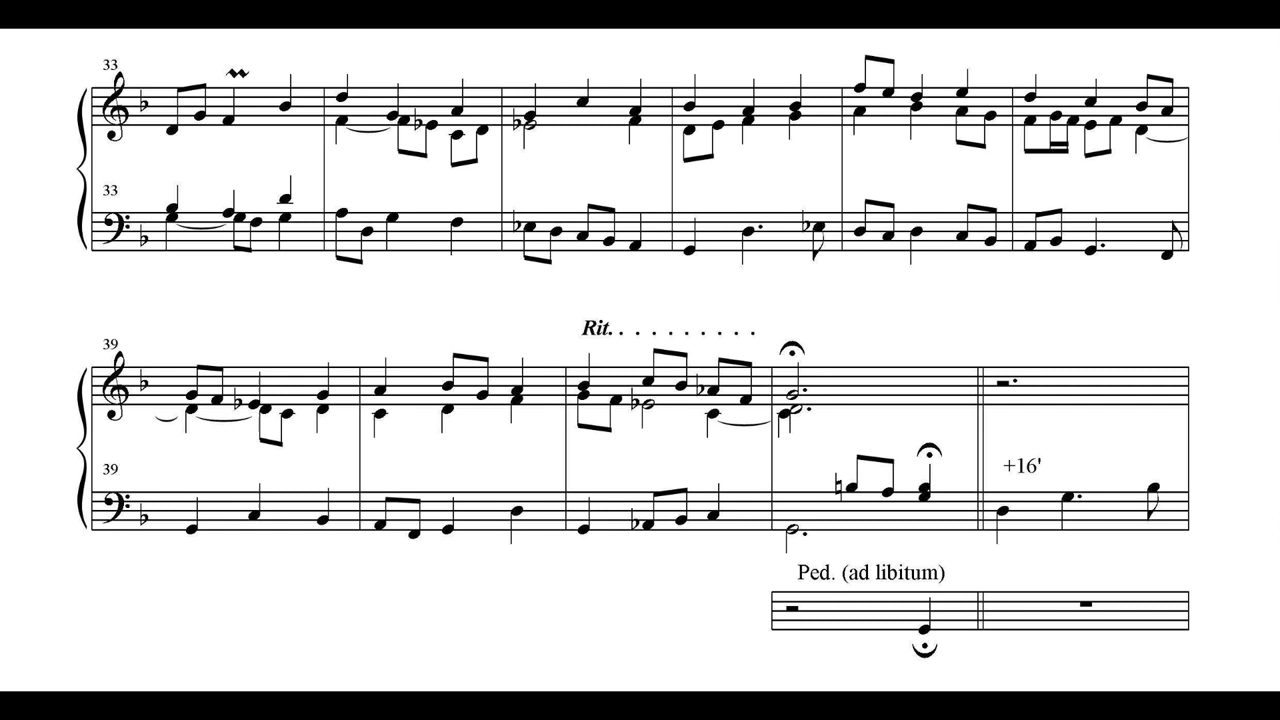 33
33
39
Rit. . . . . . . . . .
39
+16'
Ped. (ad libitum)